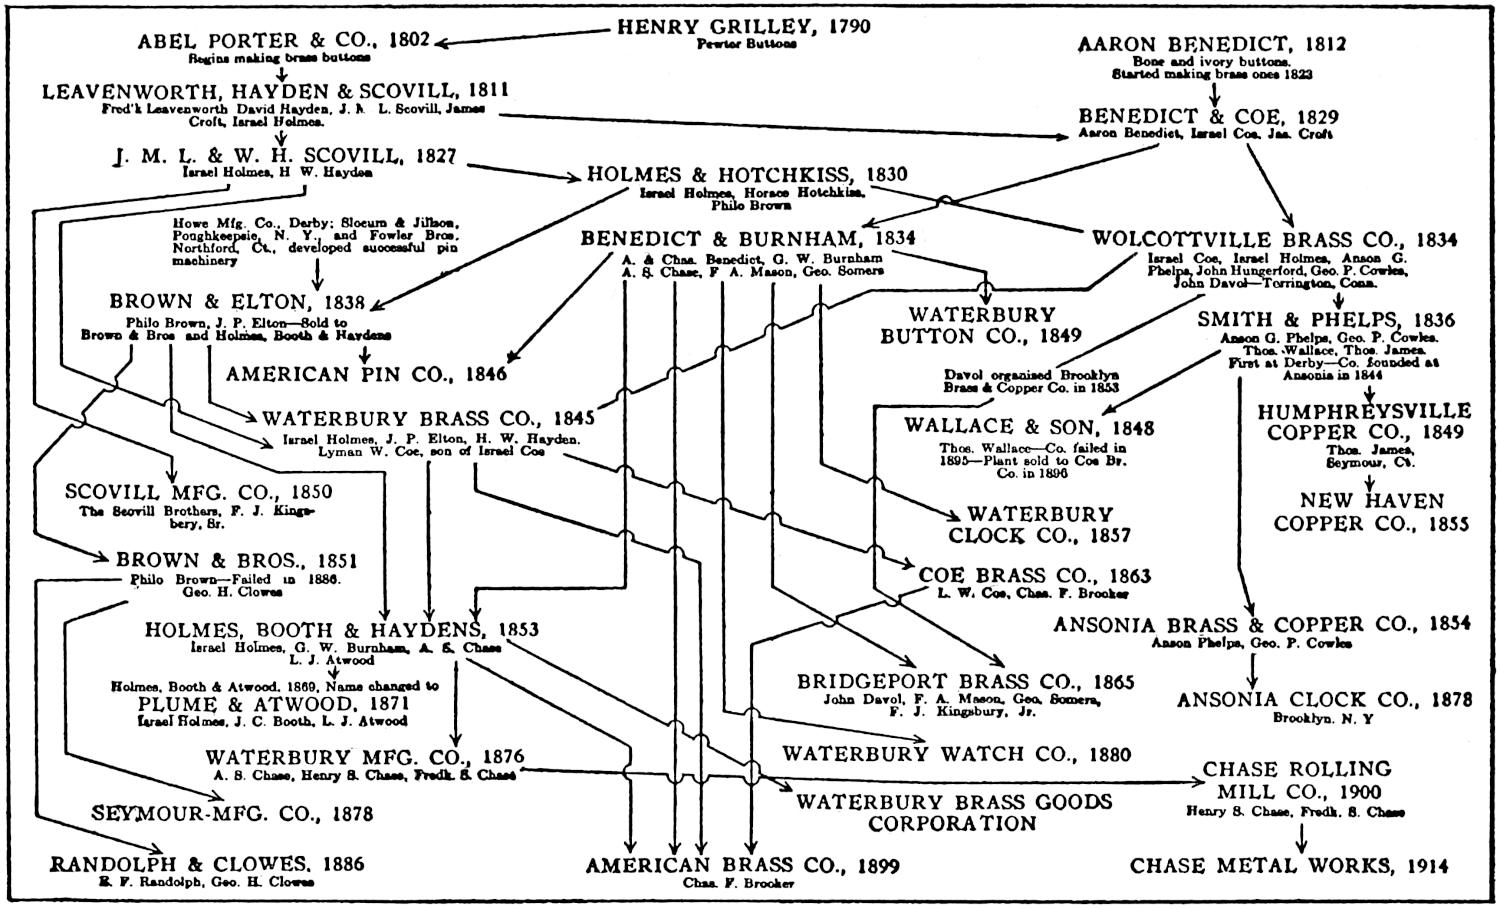 HENRY GRILLEY, 1790
Pewter Buttons
ABEL PORTER & CO., 1802
Begins making brass buttons
AARON BENEDICT, 1812
Bone and ivory buttons.
Started making brass ones 1823
LEAVENWORTH, HAYDEN & SCOVILL, 1811
Fred'k Leavenworth David Hayden, J. M. L. Scovill, James
Croft, Israel Holmes.
BENEDICT & COE, 1829
Aaron Benedict, Israel Coe, Jas. Croft
J. M. L. & W. H. SCOVILL, 1827
Israel Holmes, H W. Hayden
HOLMES & HOTCHKISS, 1830
Israel Holmes, Horace Hotchkiss,
Philo Brown
Howe Mfg. Co., Derby; Slocum & Jillson,
Poughkeepsie, N. Y., and Fowler Bros.
Northford, Ct., developed successful pin
machinery
BENEDICT & BURNHAM, 1834
A. & Chas. Benedict, G. W. Burnham
A. S. Chase, F A. Mason, Geo. Somers
WOLCOTTVILLE BRASS CO., 1834
Israel Coe, Israel Holmes, Anson G.
Phelps, John Hungerford, Geo. P. Cowles,
John Davol—Torrington, Conn.
BROWN & ELTON, 1838
Philo Brown, J. P. Elton—Sold to
Brown & Bros and Holmes, Booth & Haydens
WATERBURY
BUTTON CO., 1849
SMITH & PHELPS, 1836
Anson G. Phelps, Geo. P. Cowles.
Thos. Wallace, Thos. James.
First at Derby—Co. founded at
Ansonia in 1844
AMERICAN PIN CO., 1846
Davol organised Brooklyn
Brass & Copper Co. in 1853
WATERBURY BRASS CO., 1845
Israel Holmes, J. P. Elton, H. W. Hayden.
Lyman W. Coe, son of Israel Coe
WALLACE & SON, 1848
Thos. Wallace—Co. failed in
1895—Plant sold to Coe Br.
Co. in 1896
HUMPHREYSVILLE
COPPER CO., 1849
Thos. James,
Seymour, Ct.
SCOVILL MFG. CO., 1850
The Scovill Brothers, F. J. Kings-
bery, Sr.
WATERBURY
CLOCK CO., 1857
NEW HAVEN
COPPER CO., 1855
BROWN & BROS., 1851
Philo Brown—Failed in 1886.
Geo. H. Clowes
COE BRASS CO., 1863
L. W. Coe, Chas. F. Brooker
HOLMES, BOOTH & HAYDENS, 1853
Israel Holmes, G. W. Burnham, A. S. Chase
L. J. Atwood
ANSONIA BRASS & COPPER CO., 1854
Anson Phelps, Geo. P. Cowles
Holmes, Booth & Atwood, 1869, Name changed to
PLUME & ATWOOD, 1871
Israel Holmes, J. C. Booth, L. J. Atwood
BRIDGEPORT BRASS CO., 1865
John Davol, F. A. Mason, Geo. Somers,
F. J. Kingsbury, Jr.
ANSONIA CLOCK CO., 1878
Brooklyn. N. Y
WATERBURY MFG. CO., 1876
A. S. Chase, Henry S. Chase, Fredk. S. Chase
WATERBURY WATCH CO., 1880
CHASE ROLLING
MILL CO., 1900
Henry S. Chase, Fredk. S. Chase
SEYMOUR-MFG. CO., 1878
WATERBURY BRASS GOODS
CORPORATION
RANDOLPH & CLOWES, 1886
R. F. Randolph, Geo. H. Clowes
AMERICAN BRASS CO., 1899
Chas. F. Brooker
CHASE METAL WORKS, 1914